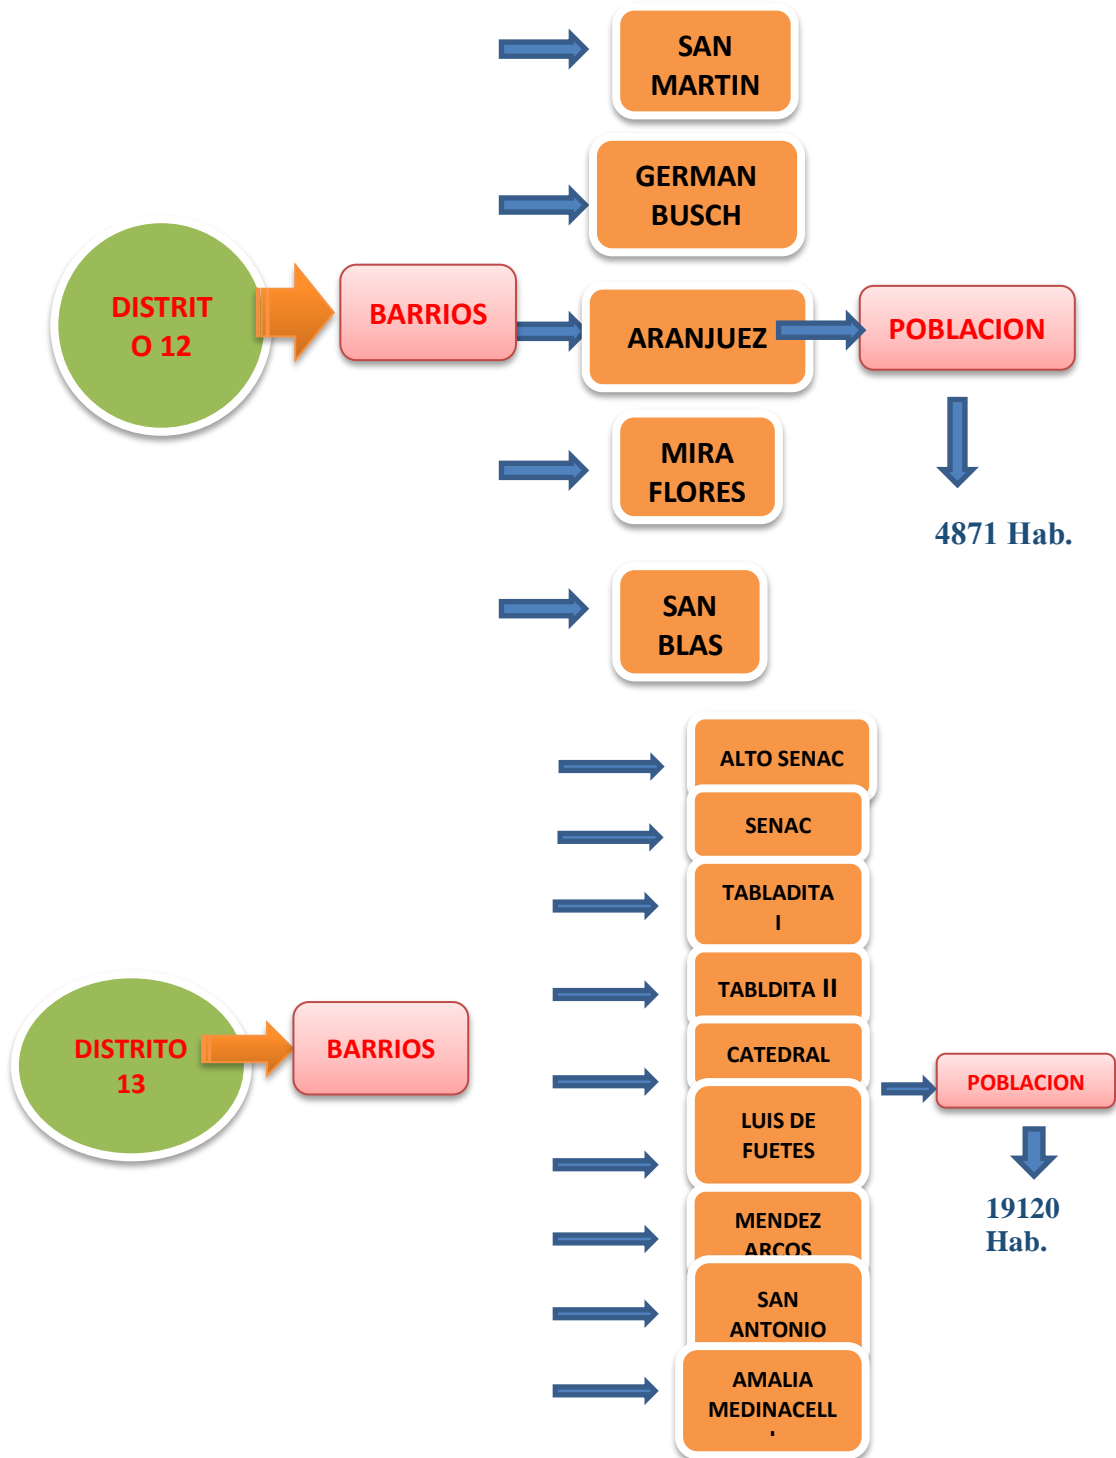 SAN
MARTIN
GERMAN
BUSCH
DISTRIT
O 12
BARRIOS
ARANJUEZ
POBLACION
MIRA
FLORES
4871 Hab.
SAN
BLAS
ALTO SENAC
SENAC
TABLADITA
I
TABLDITA II
DISTRITO
13
BARRIOS
CATEDRAL
POBLACION
LUIS DE
FUETES
19120
Hab.
MENDEZ
ARCOS
SAN
ANTONIO
AMALIA
MEDINACELL